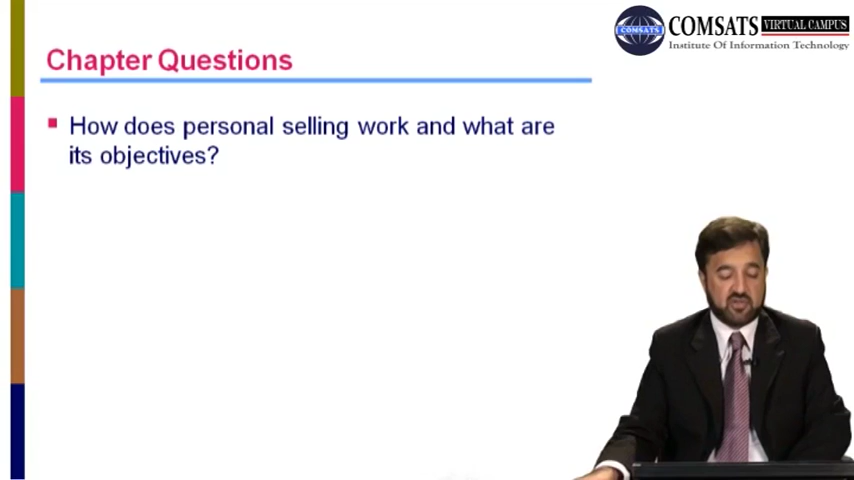 COMSATS VIRTUAL CAMPUS
COMSATS
Institute Of Information Technology
Chapter Questions
How does personal selling work and what are
its objectives?